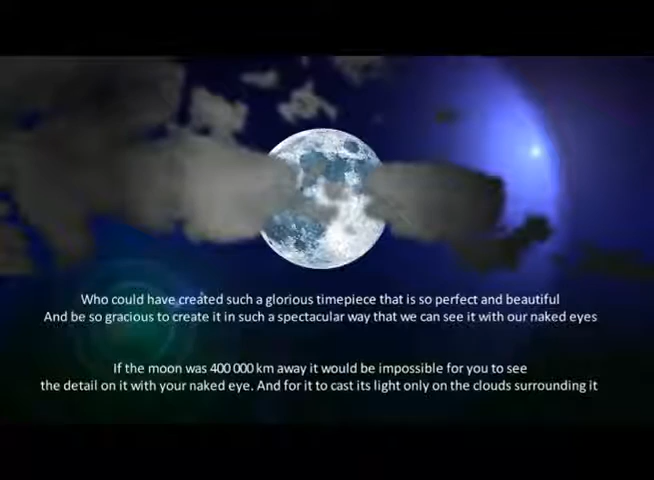 Who could have created such a glorious timepiece that is so perfect and beautiful
And be so gracious to create it in such a spectacular way that we can see it with our naked eyes
If the moon was 400 000 km away it would be impossible for you to see
the detail on it with your naked eye. And for it to cast its light only on the clouds surrounding it